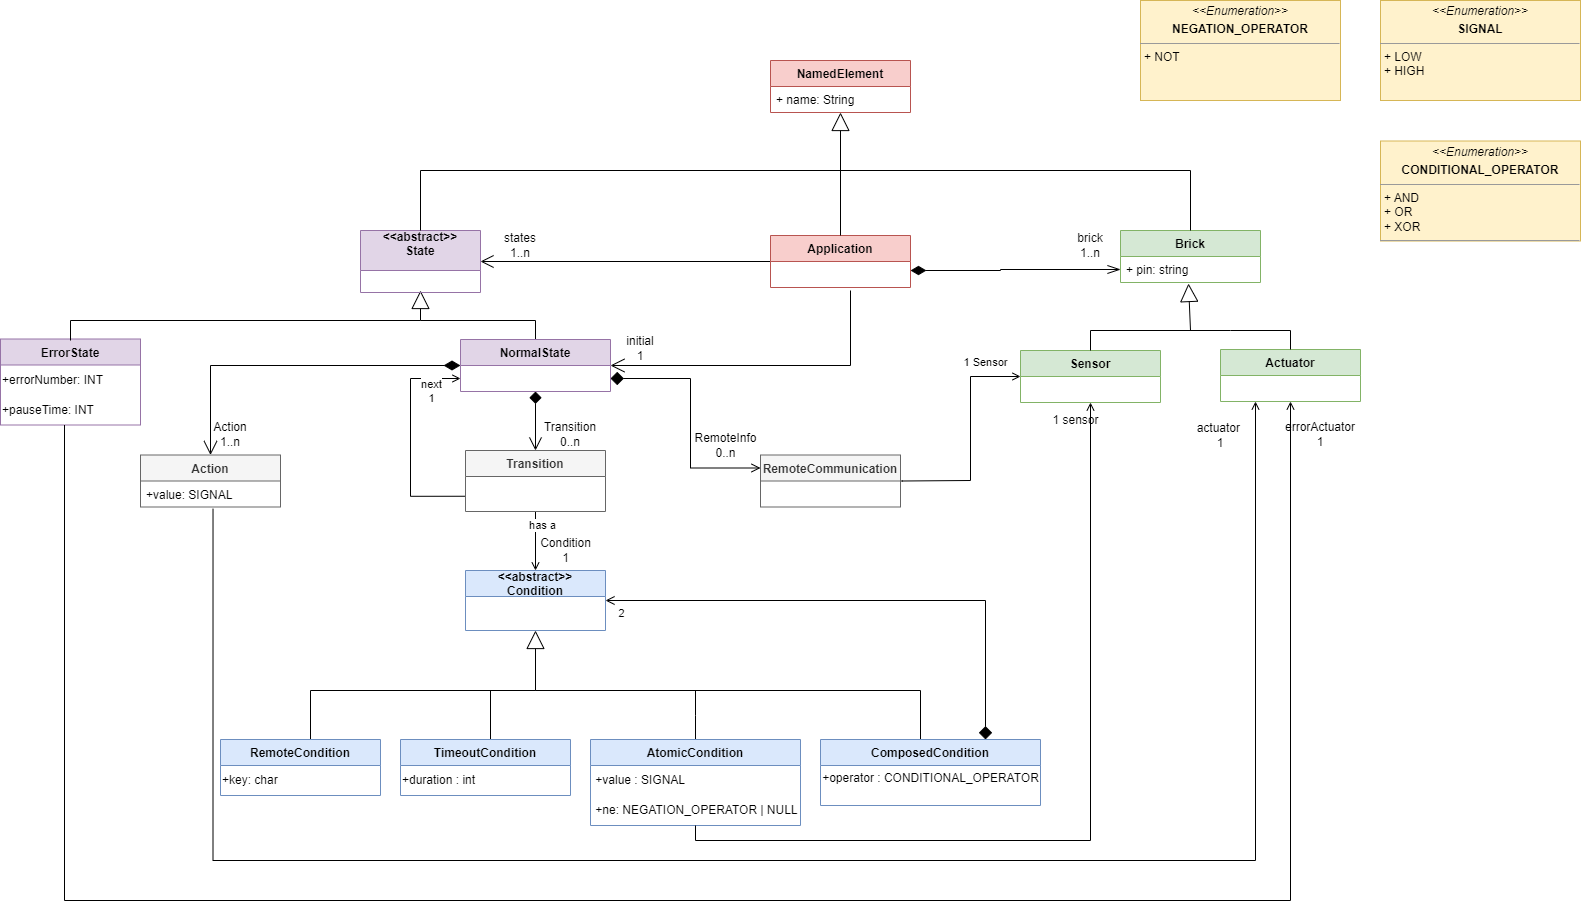 <<Enumeration>>
NEGATION_OPERATOR
+ NOT
<<Enumeration>>
SIGNAL
+ LOW
+ HIGH
NamedElement
+ name: String
<<Enumeration>>
CONDITIONAL_OPERATOR
+ AND
+ OR
+ XOR
<<abstract>>
State
states
1..n
Application
brick
1..n
Brick
+ pin: string
ErrorState
+errorNumber: INT
+pauseTime: INT
NormalState
initial
1
next
1
1 Sensor
Sensor
Actuator
1 sensor
actuator
1
errorActuator
1
Action
1..n
Transition
0..n
RemoteInfo
0..n
Action
+value: SIGNAL
Transition
RemoteCommunication
has a
Condition
1
<<abstract>>
Condition
2
RemoteCondition
+key: char
TimeoutCondition
+duration : int
AtomicCondition
+value : SIGNAL
+ne: NEGATION_OPERATOR | NULL
ComposedCondition
+operator : CONDITIONAL_OPERATOR